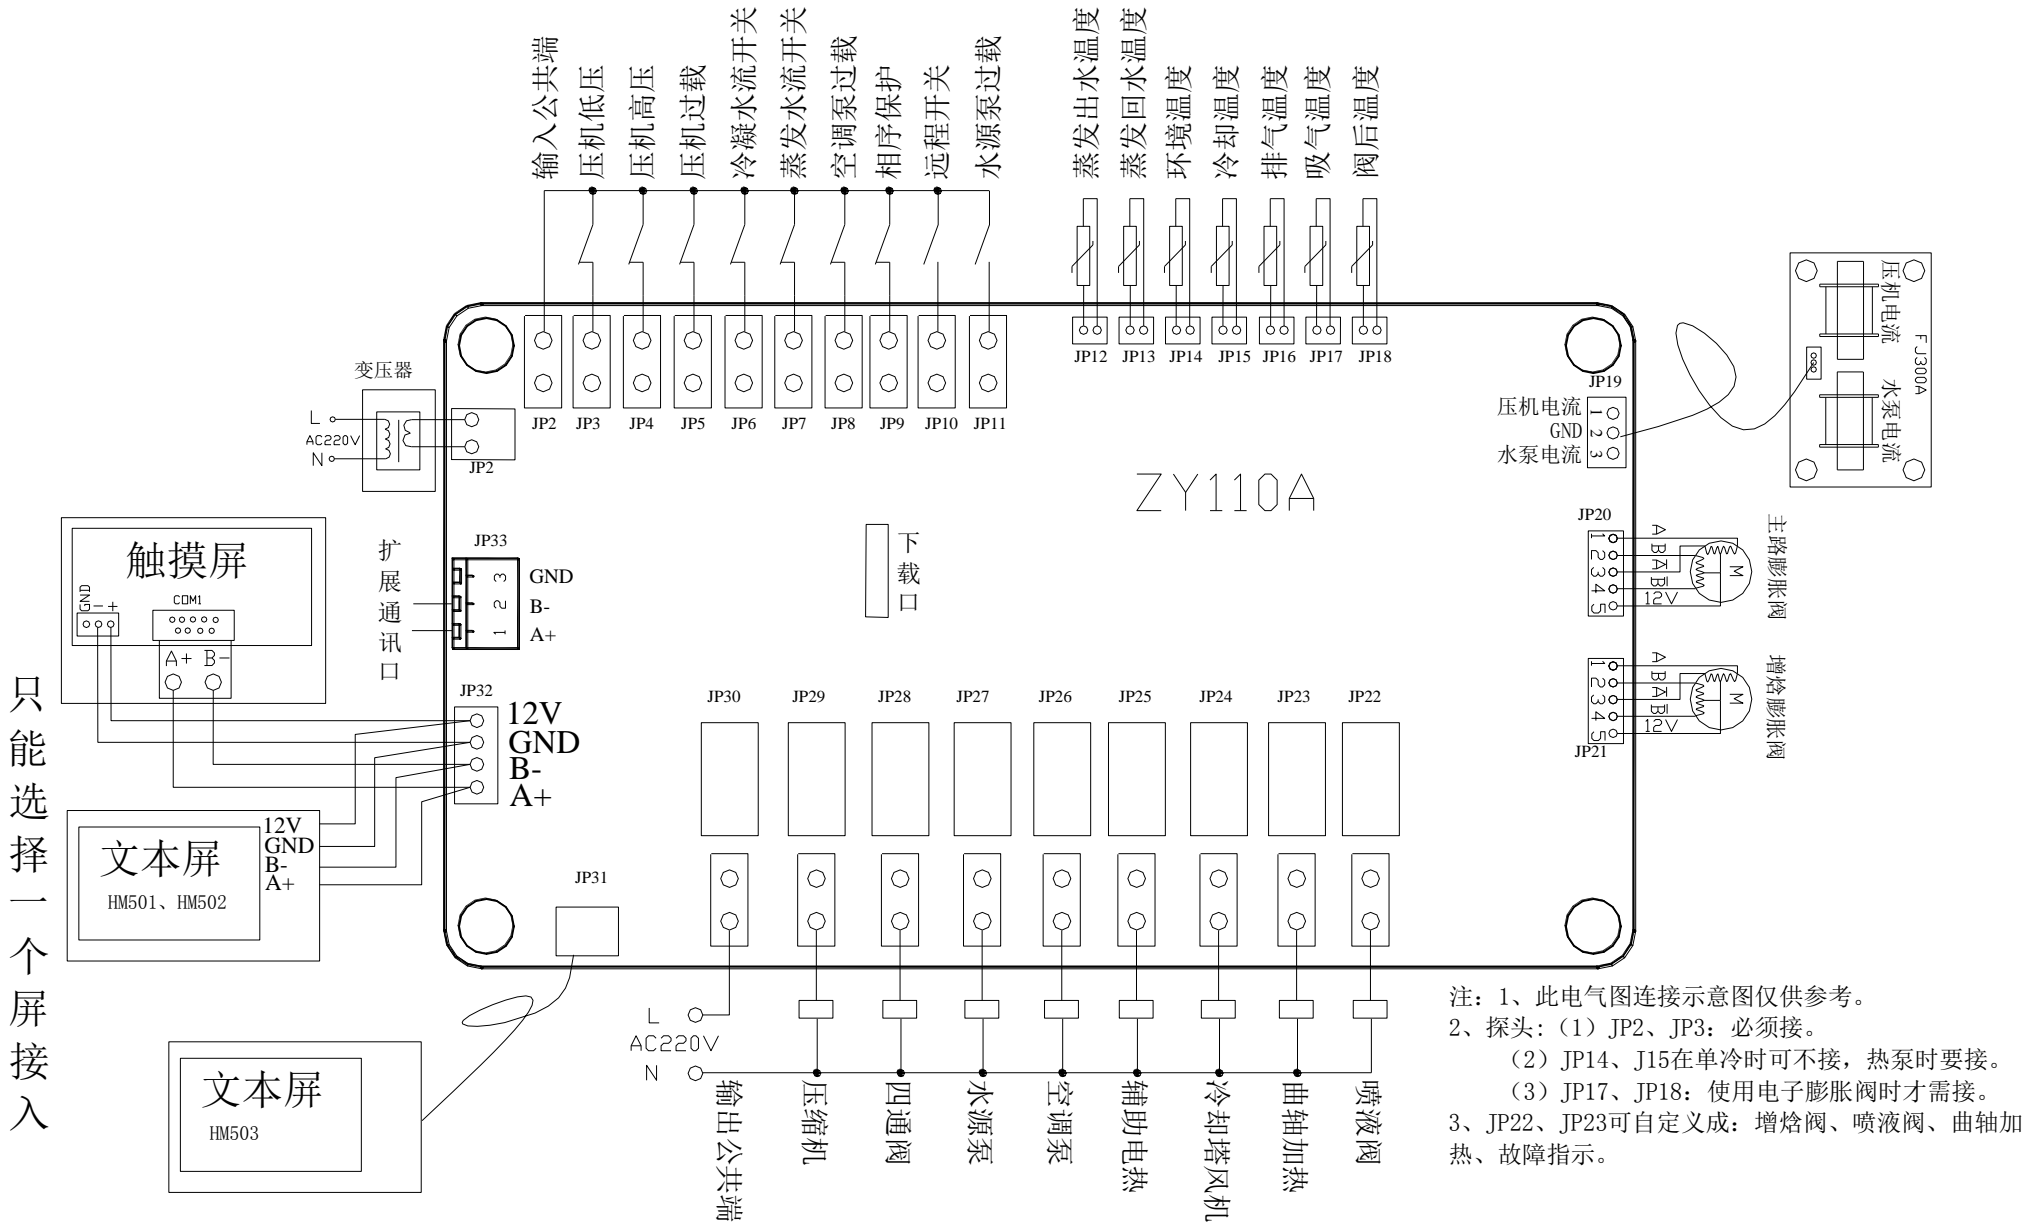 输入公共端
压机低压
压机高压
压机过载
冷凝水流开关
蒸发水流开关
空调泵过载
相序保护
远程开关
水源泵过载
蒸发出水温度
蒸发回水温度
环境温度
冷却温度
排气温度
吸气温度
阀后温度
JP2
JP3
JP4
JP5
JP6
JP7
JP8
JP9
JP10
JP11
JP12
JP13
JP14
JP15
JP16
JP17
JP18
变压器
L
AC220V
N
JP2
JP19
压机电流 1
GND 2
水泵电流 3
压机电流
水泵电流
FJ300A
ZY110A
下载口
JP20
1 A
2 B
3 A
4 B
5 12V
M
主路膨胀阀
1 A
2 B
3 A
4 B
5 12V
M
JP21
增焓膨胀阀
扩展通讯口
JP33
3 GND
2 B-
1 A+
触摸屏
GND
-
+
COM1
A+ B-
JP32
12V
GND
B-
A+
只能选择一个屏接入
文本屏
HM501、HM502
12V
GND
B-
A+
JP31
文本屏
HM503
JP30
JP29
JP28
JP27
JP26
JP25
JP24
JP23
JP22
L
AC220V
N
输出公共端
压缩机
四通阀
水源泵
空调泵
辅助电热
冷却塔风机
曲轴加热
喷液阀
注：1、此电气图连接示意图仅供参考。
2、探头:（1）JP2、JP3：必须接。
（2）JP14、J15在单冷时可不接，热泵时要接。
（3）JP17、JP18：使用电子膨胀阀时才需接。
3、JP22、JP23可自定义成：增焓阀、喷液阀、曲轴加
热、故障指示。